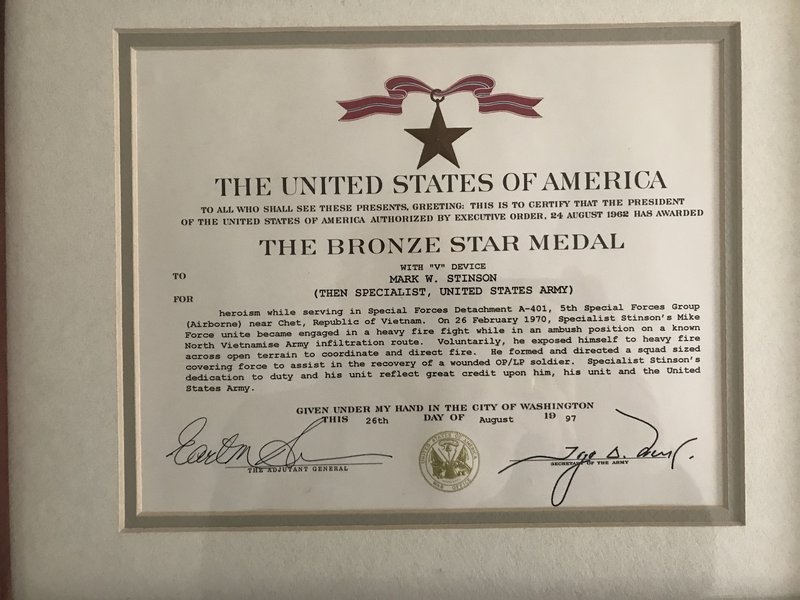 THE UNITED STATES OF AMERICA
TO ALL WHO SHALL SEE THESE PRESENTS, GREETING: THIS IS TO CERTIFY THAT THE PRESIDENT
OF THE UNITED STATES OF AMERICA AUTHORIZED BY EXECUTIVE ORDER, 24 AUGUST 1962 HAS AWARDED
THE BRONZE STAR MEDAL
WITH "V" DEVICE
TO MARK W. STINSON
(THEN SPECIALIST, UNITED STATES ARMY)
FOR
heroism while serving in Special Forces Detachment A-401, 5th Special Forces Group
(Airborne) near Chet, Republic of Vietnam. On 26 February 1970, Specialist Stinson's Mike
Force unite became engaged in a heavy fire fight while in an ambush position on a known
North Vietnamise Army infiltration route. Voluntarily, he exposed himself to heavy fire
across open terrain to coordinate and direct fire. He formed and directed a squad sized
covering force to assist in the recovery of a wounded OP/LP soldier. Specialist Stinson's
dedication to duty and his unit reflect great credit upon him, his unit and the United
States Army.
GIVEN UNDER MY HAND IN THE CITY OF WASHINGTON
THIS 26th DAY OF August 19 97
THE ADJUTANT GENERAL
SECRETARY OF THE ARMY
UNITED STATES OF AMERICA
WAR OFFICE